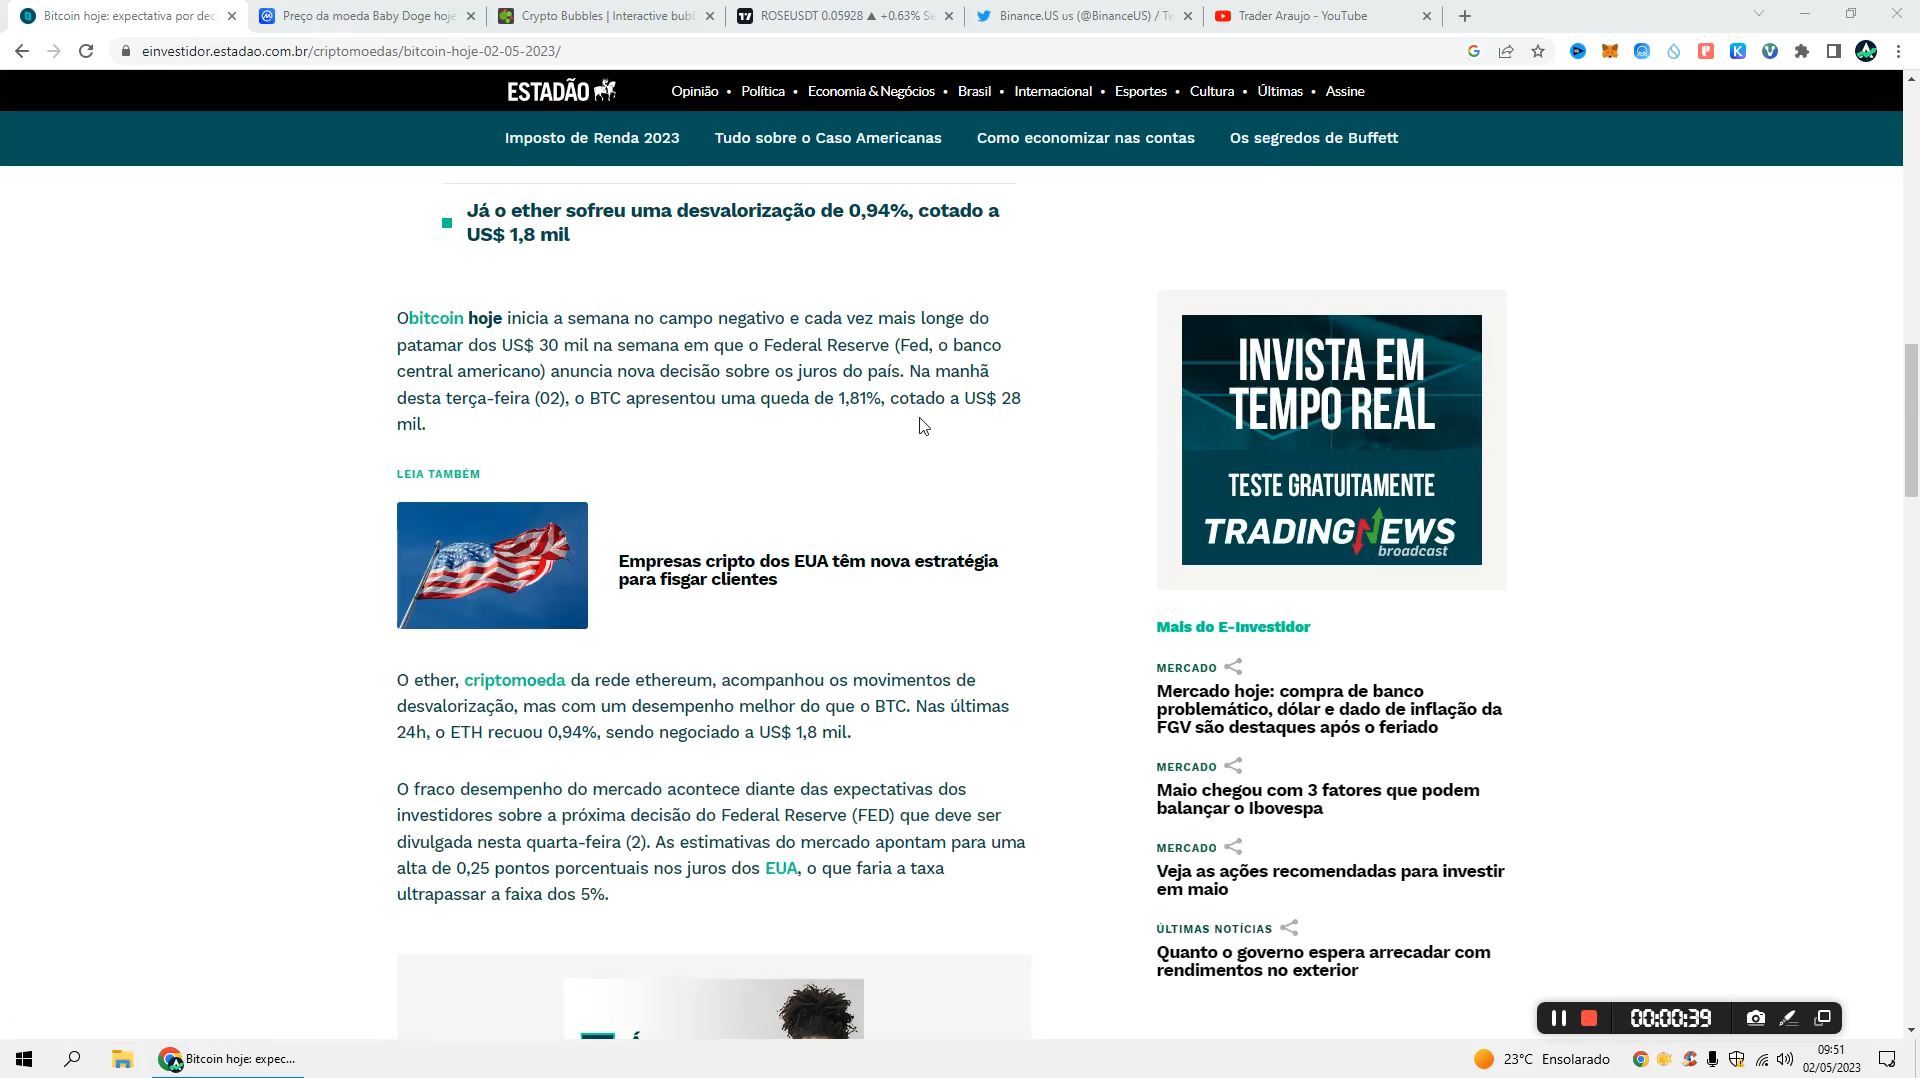 Bitcoin hoje: expectativa por dec
Preço da moeda Baby Doge hoje
Crypto Bubbles | Interactive bub
ROSEUSDT 0.05928 ▲ +0.63% Se
Binance.US us (@BinanceUS) / Tw
Trader Araujo - YouTube
einvestidor.estadao.com.br/criptomoedas/bitcoin-hoje-02-05-2023/
ESTADÃO
Opinião • Política • Economia & Negócios • Brasil • Internacional • Esportes • Cultura • Últimas • Assine
Imposto de Renda 2023 Tudo sobre o Caso Americanas Como economizar nas contas Os segredos de Buffett
Já o ether sofreu uma desvalorização de 0,94%, cotado a
US$ 1,8 mil
Obitcoin hoje inicia a semana no campo negativo e cada vez mais longe do
patamar dos US$ 30 mil na semana em que o Federal Reserve (Fed, o banco
central americano) anuncia nova decisão sobre os juros do país. Na manhã
desta terça-feira (02), o BTC apresentou uma queda de 1,81%, cotado a US$ 28
mil.
LEIA TAMBÉM
Empresas cripto dos EUA têm nova estratégia
para fisgar clientes
O ether, criptomoeda da rede ethereum, acompanhou os movimentos de
desvalorização, mas com um desempenho melhor do que o BTC. Nas últimas
24h, o ETH recuou 0,94%, sendo negociado a US$ 1,8 mil.
O fraco desempenho do mercado acontece diante das expectativas dos
investidores sobre a próxima decisão do Federal Reserve (FED) que deve ser
divulgada nesta quarta-feira (2). As estimativas do mercado apontam para uma
alta de 0,25 pontos porcentuais nos juros dos EUA, o que faria a taxa
ultrapassar a faixa dos 5%.
INVISTA EM
TEMPO REAL
TESTE GRATUITAMENTE
TRADINGNEWS
broadcast
Mais do E-Investidor
MERCADO
Mercado hoje: compra de banco
problemático, dólar e dado de inflação da
FGV são destaques após o feriado
MERCADO
Maio chegou com 3 fatores que podem
balançar o Ibovespa
MERCADO
Veja as ações recomendadas para investir
em maio
ÚLTIMAS NOTÍCIAS
Quanto o governo espera arrecadar com
rendimentos no exterior
00:00:39
Bitcoin hoje: expec...
23°C Ensolarado
09:51
02/05/2023